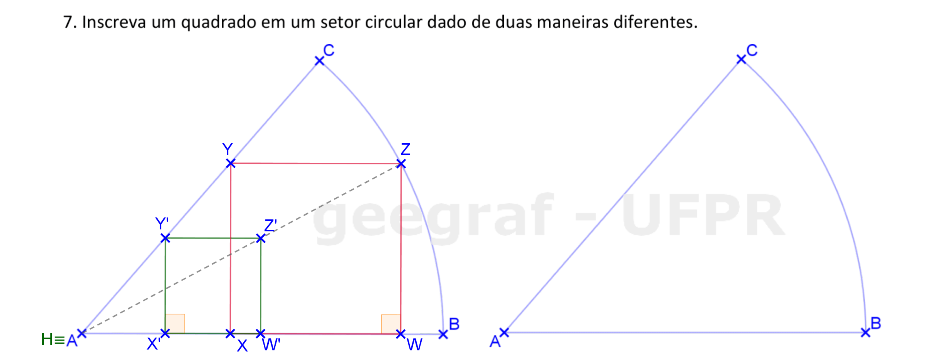 7. Inscreva um quadrado em um setor circular dado de duas maneiras diferentes.
C
C
Y
Z
geegraf - UFPR
Y'
Z'
B
B
H≡A
X'
X
W'
W
A